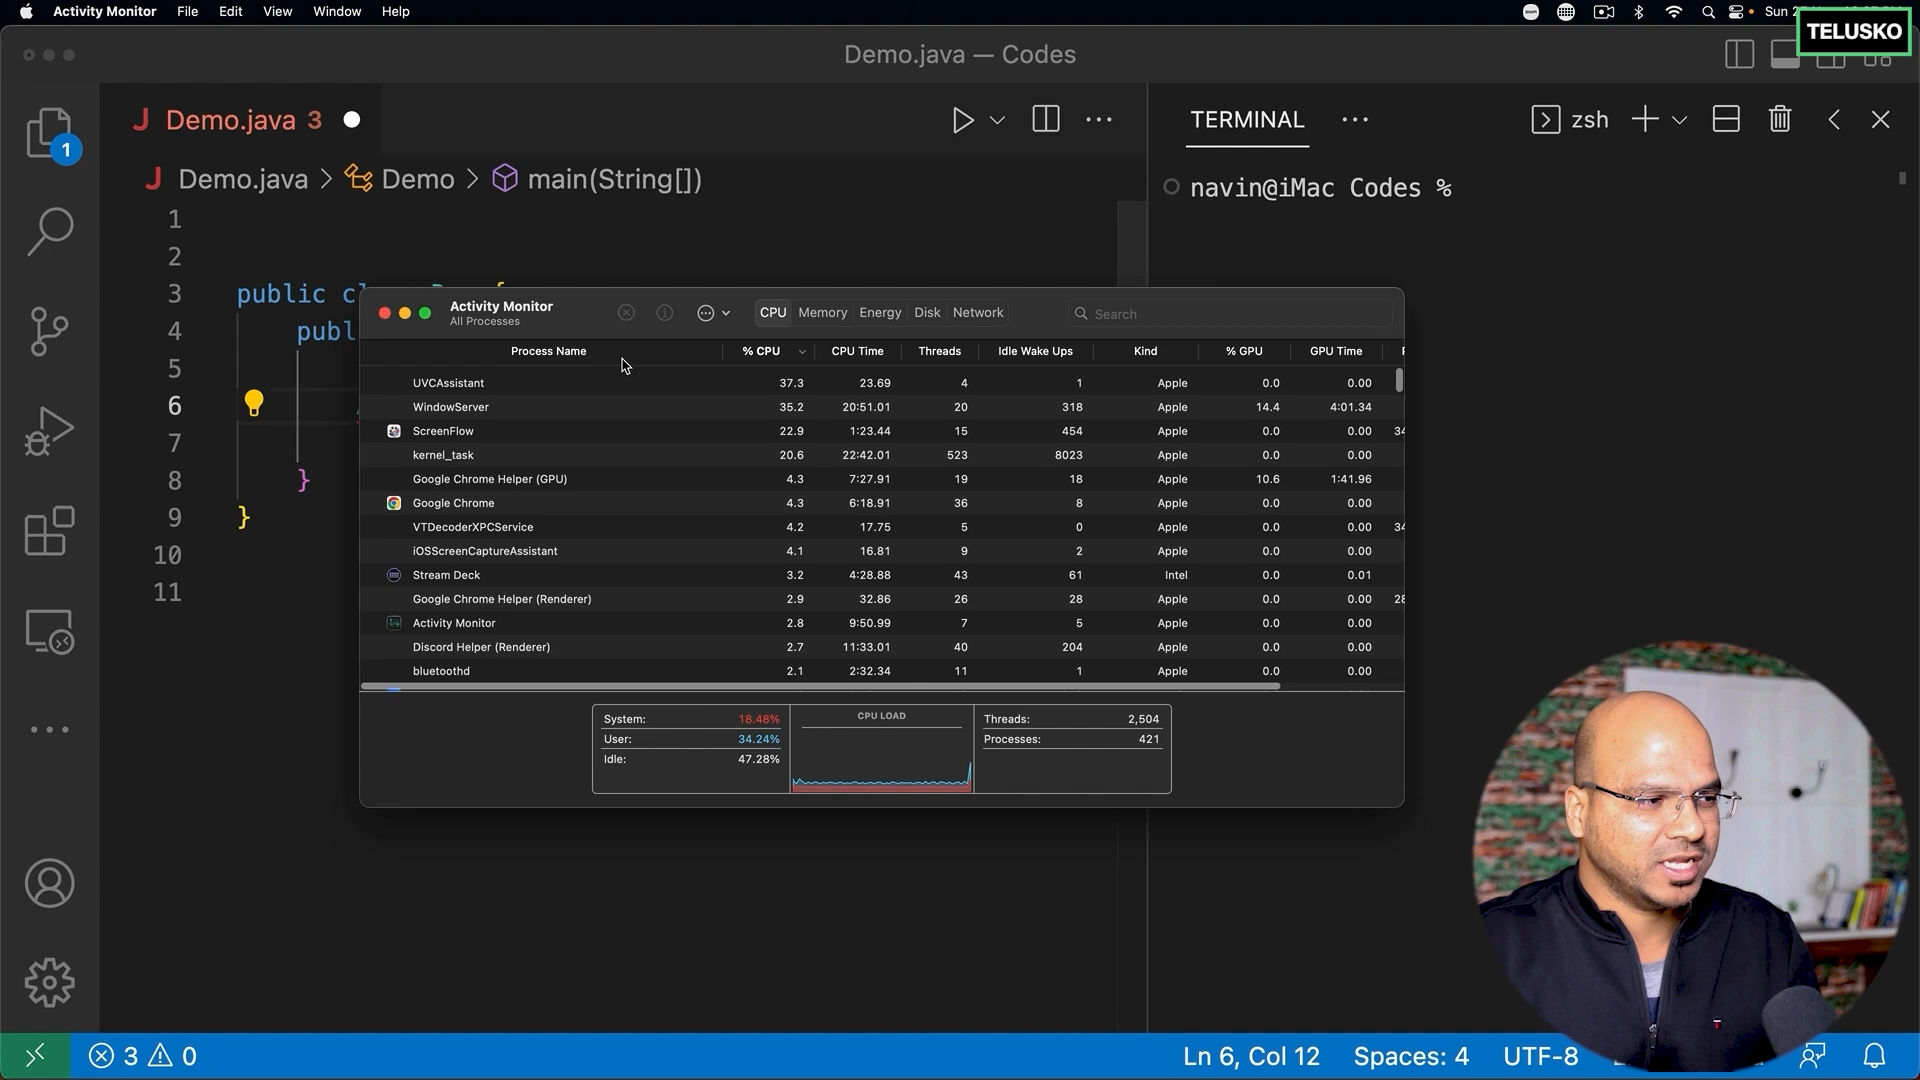 Activity Monitor File Edit View Window Help
zoom
Sun
TELUSKO
Demo.java — Codes
J Demo.java 3
TERMINAL
zsh
J Demo.java > Demo > main(String[])
navin@iMac Codes %
1
1
2
3 public
4
5
6
7
8 }
9 }
10
11
Activity Monitor
All Processes
CPU Memory Energy Disk Network
Search
Process Name % CPU CPU Time Threads Idle Wake Ups Kind % GPU GPU Time
UVCAssistant 37.3 23.69 4 1 Apple 0.0 0.00
WindowServer 35.2 20:51.01 20 318 Apple 14.4 4:01.34
ScreenFlow 22.9 1:23.44 15 454 Apple 0.0 0.00 34
kernel_task 20.6 22:42.01 523 8023 Apple 0.0 0.00
Google Chrome Helper (GPU) 4.3 7:27.91 19 18 Apple 10.6 1:41.96
Google Chrome 4.3 6:18.91 36 8 Apple 0.0 0.00
VTDecoderXPCService 4.2 17.75 5 0 Apple 0.0 0.00 34
iOSScreenCaptureAssistant 4.1 16.81 9 2 Apple 0.0 0.00
Stream Deck 3.2 4:28.88 43 61 Intel 0.0 0.01
Google Chrome Helper (Renderer) 2.9 32.86 26 28 Apple 0.0 0.00 28
Activity Monitor 2.8 9:50.99 7 5 Apple 0.0 0.00
Discord Helper (Renderer) 2.7 11:33.01 40 204 Apple 0.0 0.00
bluetoothd 2.1 2:32.34 11 1 Apple 0.0 0.00
System: 18.48%
User: 34.24%
Idle: 47.28%
CPU LOAD
Threads: 2,504
Processes: 421
3 0
Ln 6, Col 12 Spaces: 4 UTF-8